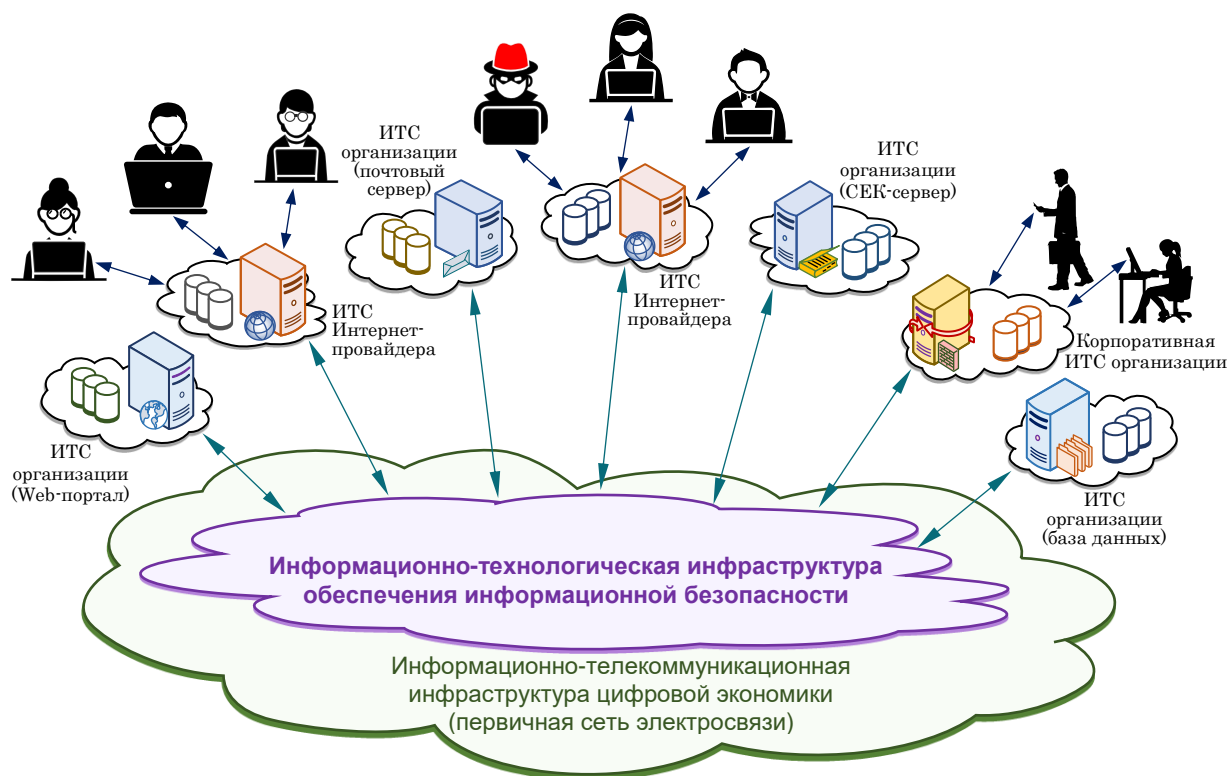 ИТС
организации
(почтовый
сервер)
ИТС
организации
(СЕК-сервер)
ИТС
Интернет-
провайдера
ИТС
Интернет-
провайдера
Корпоративная
ИТС организации
ИТС
организации
(Web-портал)
ИТС
организации
(база данных)
Информационно-технологическая инфраструктура
обеспечения информационной безопасности
Информационно-телекоммуникационная
инфраструктура цифровой экономики
(первичная сеть электросвязи)